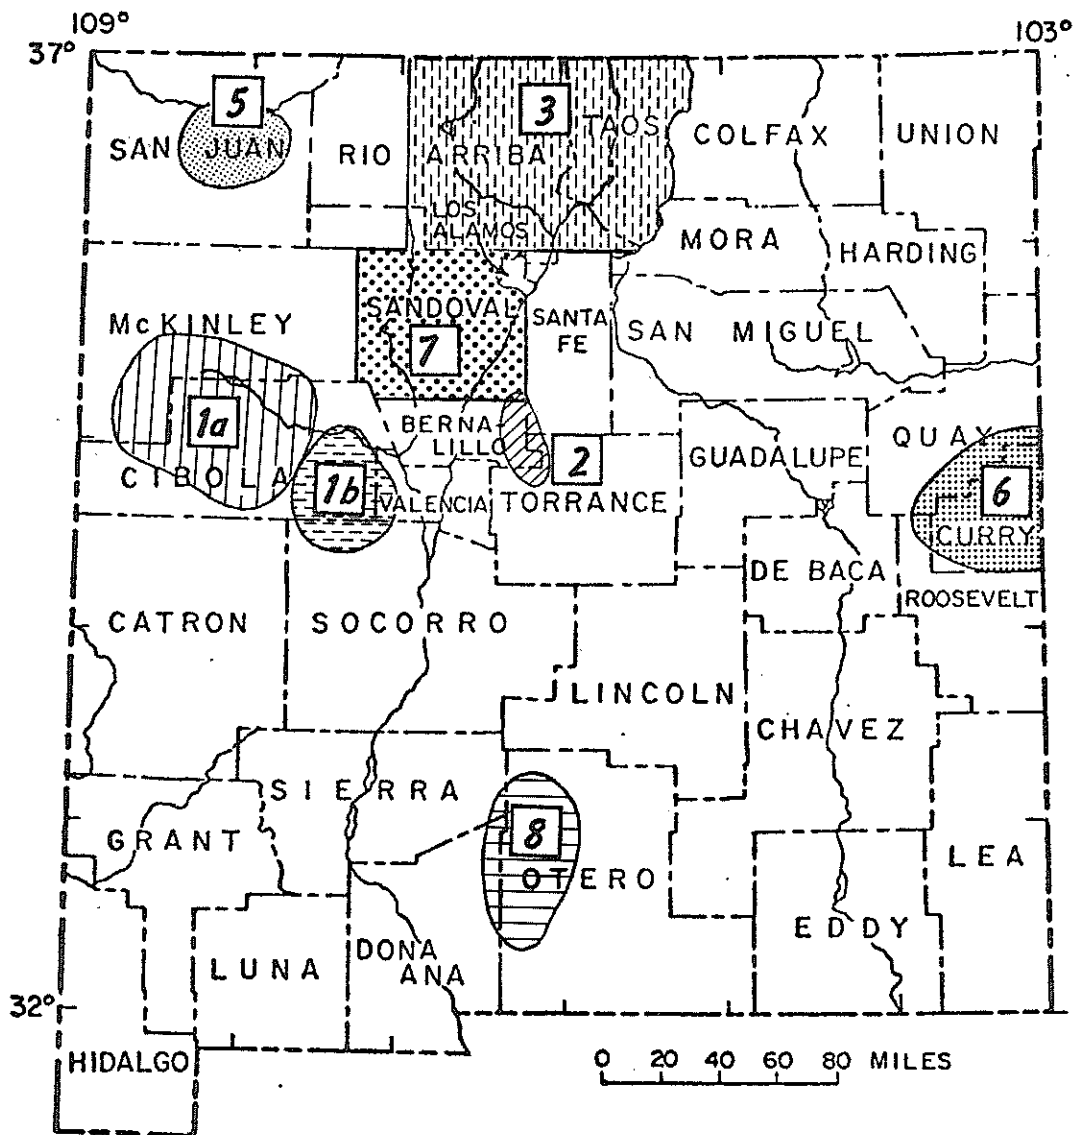 109°
103°
37°
5
3
SAN JUAN
RIO ARRIBA
TAOS
COLFAX
UNION
LOS
ALAMOS
MORA
HARDING
McKINLEY
SANDOVAL
SANTA
FE
SAN MIGUEL
7
1a
BERNA-
LILLO
2
GUADALUPE
QUAY
CIBOLA
1b
VALENCIA
TORRANCE
6
CURRY
DE BACA
ROOSEVELT
CATRON
SOCORRO
LINCOLN
CHAVEZ
SIERRA
GRANT
8
OTERO
LEA
EDDY
LUNA
DONA
ANA
32°
HIDALGO
0 20 40 60 80 MILES